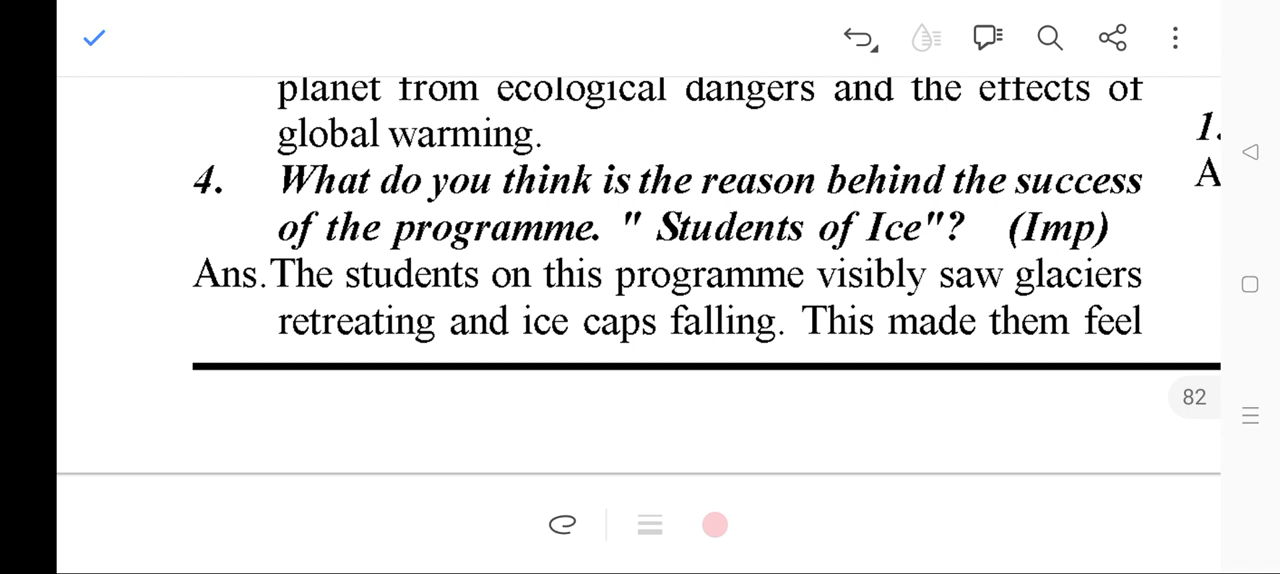 planet from ecological dangers and the effects of
global warming.
4. What do you think is the reason behind the success
of the programme. " Students of Ice"? (Imp)
Ans.The students on this programme visibly saw glaciers
retreating and ice caps falling. This made them feel
1.
A
82